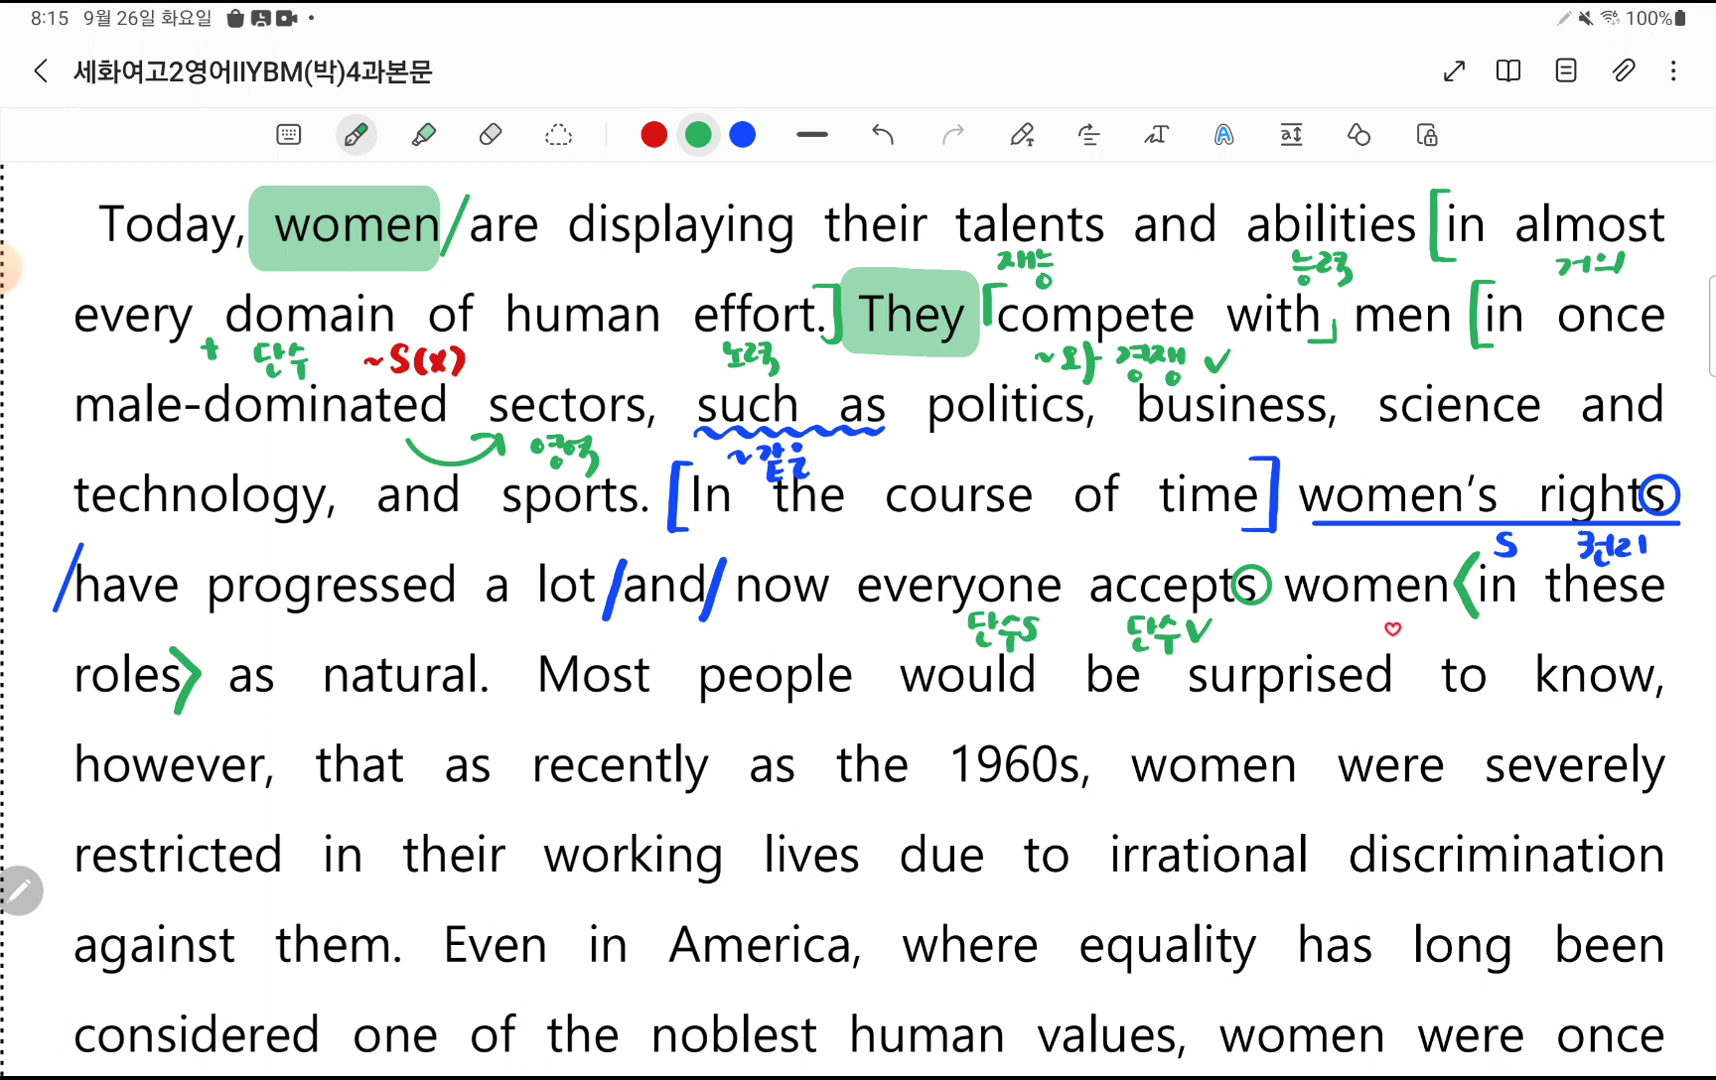 8:15 9월 26일 화요일 100%
세화여고2영어IIYBM(박)4과본문
Today, women / are displaying their talents and abilities [in almost
재능 능력 거의
every domain of human effort.] They [compete with] men [in once
+ 단수 ~S(X) 노력 ~와 경쟁 V
male-dominated sectors, such as politics, business, science and
영역 ~같은
technology, and sports. [In the course of time] women’s rights
S 권리
/have progressed a lot /and/ now everyone accepts women <in these
단수S 단수V
roles> as natural. Most people would be surprised to know,
however, that as recently as the 1960s, women were severely
restricted in their working lives due to irrational discrimination
against them. Even in America, where equality has long been
considered one of the noblest human values, women were once